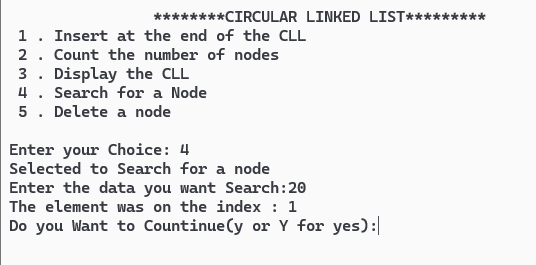 ********CIRCULAR LINKED LIST*********
1 . Insert at the end of the CLL
2 . Count the number of nodes
3 . Display the CLL
4 . Search for a Node
5 . Delete a node
Enter your Choice: 4
Selected to Search for a node
Enter the data you want Search:20
The element was on the index : 1
Do you Want to Countinue(y or Y for yes):